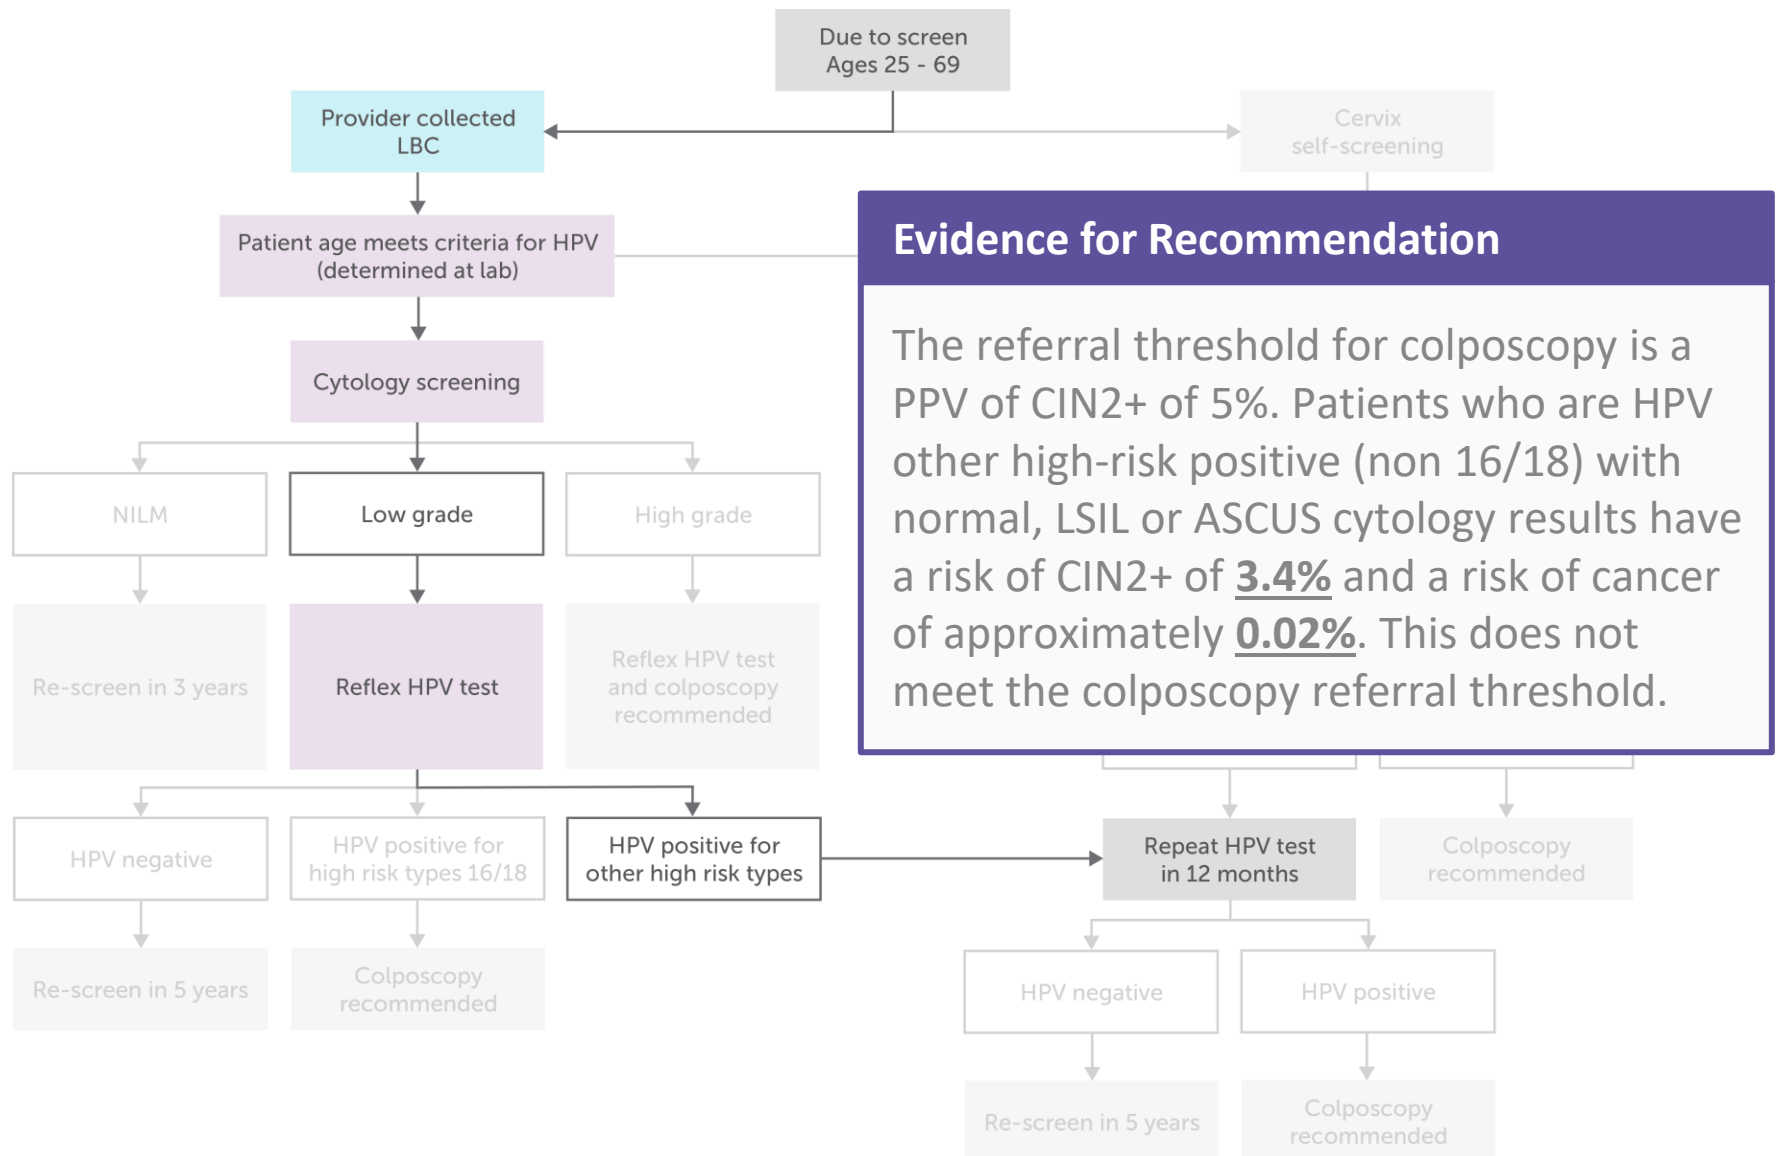 Due to screen
Ages 25 - 69
Provider collected
LBC
Cervix
self-screening
Patient age meets criteria for HPV
(determined at lab)
Cytology screening
NILM
Low grade
High grade
Re-screen in 3 years
Reflex HPV test
Reflex HPV test
and colposcopy
recommended
Evidence for Recommendation
The referral threshold for colposcopy is a
PPV of CIN2+ of 5%. Patients who are HPV
other high-risk positive (non 16/18) with
normal, LSIL or ASCUS cytology results have
a risk of CIN2+ of 3.4% and a risk of cancer
of approximately 0.02%. This does not
meet the colposcopy referral threshold.
HPV negative
HPV positive for
high risk types 16/18
HPV positive for
other high risk types
Repeat HPV test
in 12 months
Colposcopy
recommended
Re-screen in 5 years
Colposcopy
recommended
HPV negative
HPV positive
Re-screen in 5 years
Colposcopy
recommended